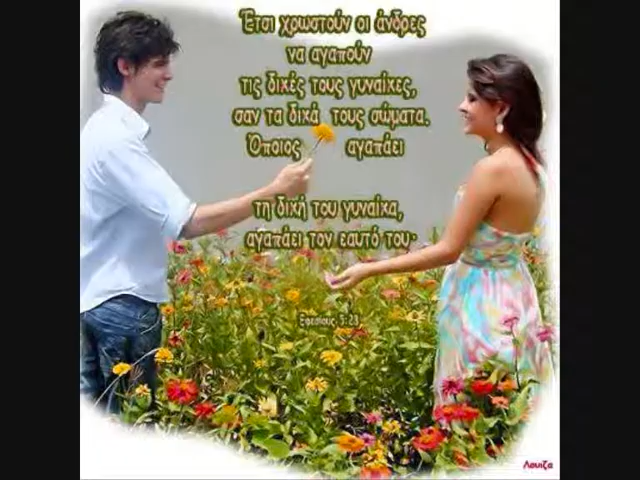 Έτσι χρωστούν οι άνδρες
να αγαπούν
τις δικές τους γυναίκες,
σαν τα δικά τους σώματα.
Όποιος αγαπάει
τη δική του γυναίκα,
αγαπάει τον εαυτό του·
Εφεσίους 5:28
Λουιζα